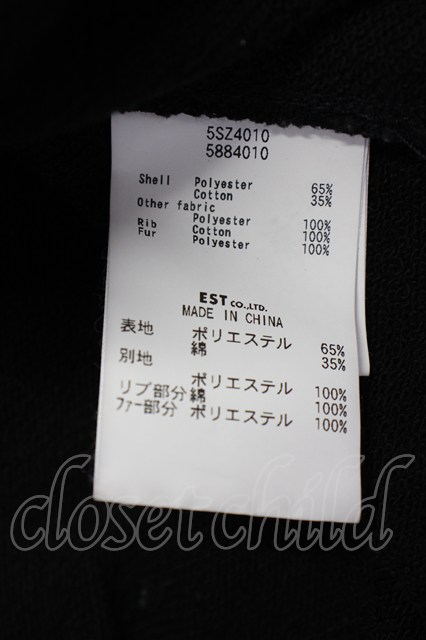 5SZ4010
5884010
Shell Polyester 65%
Cotton 35%
Other fabric
Polyester 100%
Rib Cotton 100%
Fur Polyester 100%
EST CO.,LTD.
MADE IN CHINA
表地 ポリエステル 65%
綿 35%
別地
ポリエステル 100%
リブ部分 綿 100%
ファー部分 ポリエステル 100%
closet child